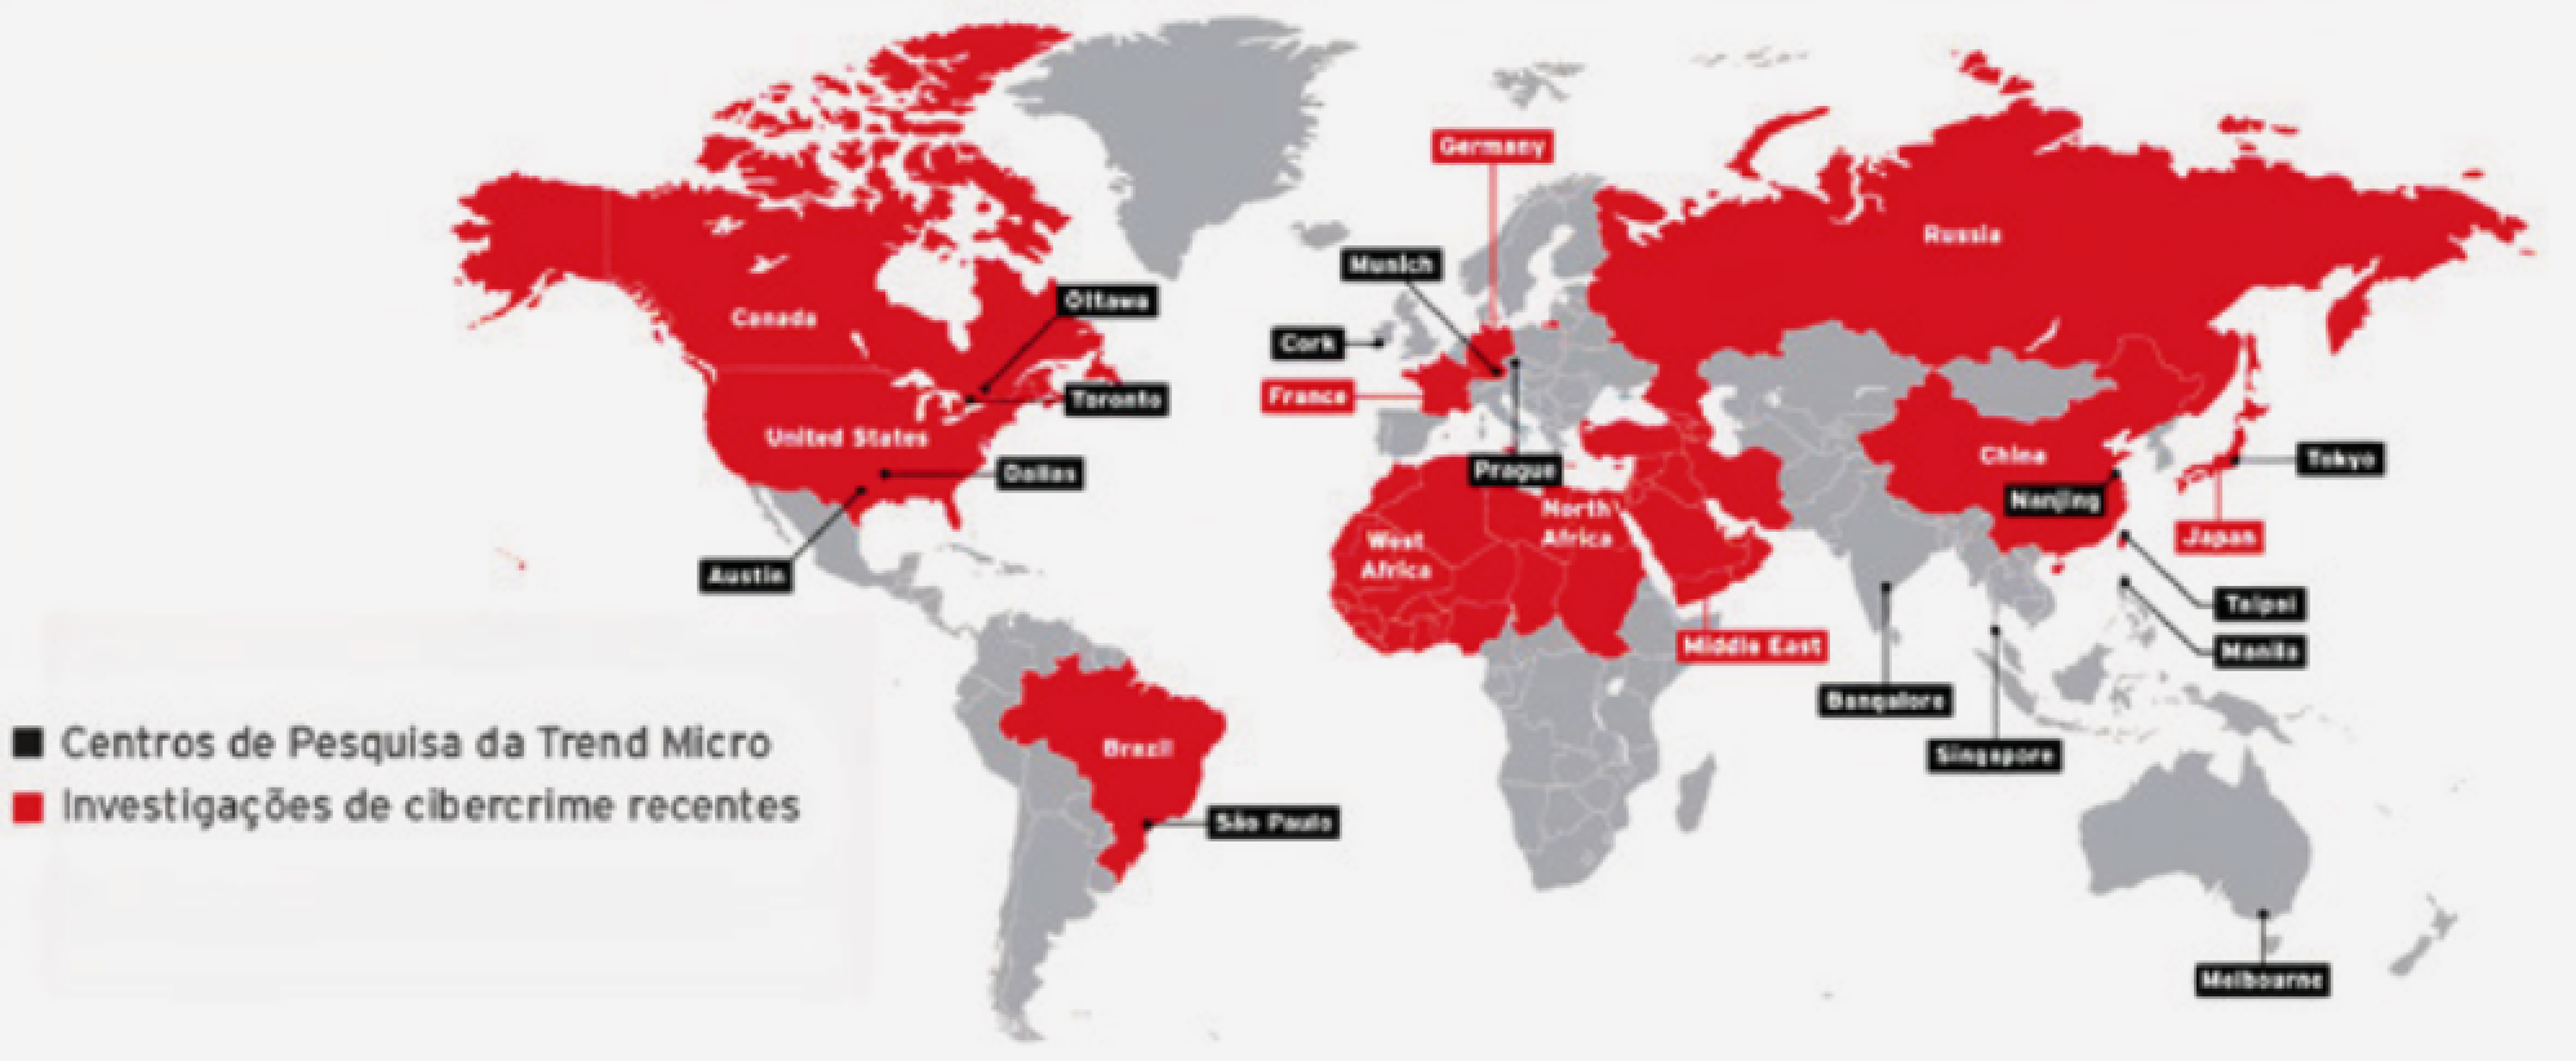 Germany
Russia
Munich
Ottawa
Canada
Cork
France
Toronto
United States
China
Tokyo
Prague
Dallas
Nanjing
North
Africa
West
Africa
Japan
Austin
Taipei
Middle East
Manila
Bangalore
Centros de Pesquisa da Trend Micro
Brazil
Singapore
Investigações de cibercrime recentes
São Paulo
Melbourne